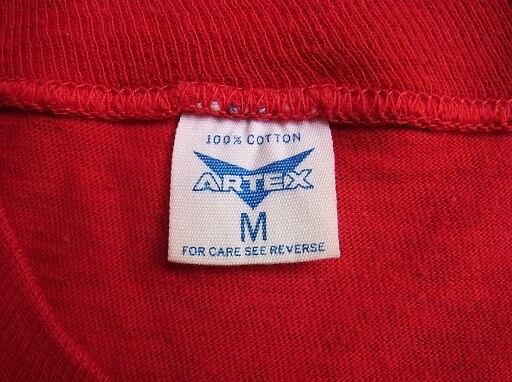 100% COTTON
ARTEX
M
FOR CARE SEE REVERSE